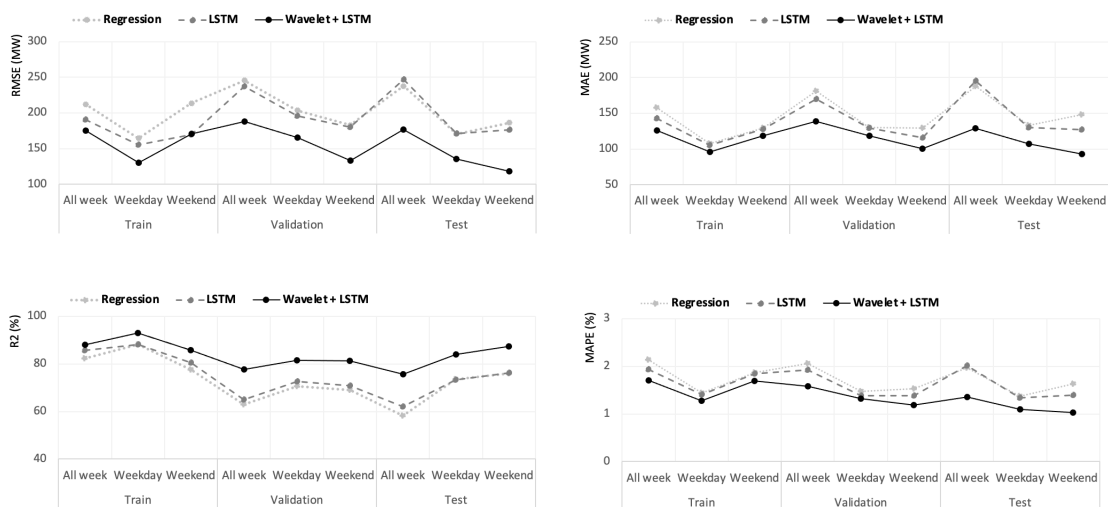 Regression LSTM Wavelet + LSTM
RMSE (MW)
300
250
200
150
100
All week Weekday Weekend All week Weekday Weekend All week Weekday Weekend
Train Validation Test
Regression LSTM Wavelet + LSTM
MAE (MW)
250
200
150
100
50
All week Weekday Weekend All week Weekday Weekend All week Weekday Weekend
Train Validation Test
Regression LSTM Wavelet + LSTM
R2 (%)
100
80
60
40
All week Weekday Weekend All week Weekday Weekend All week Weekday Weekend
Train Validation Test
Regression LSTM Wavelet + LSTM
MAPE (%)
3
2
1
0
All week Weekday Weekend All week Weekday Weekend All week Weekday Weekend
Train Validation Test